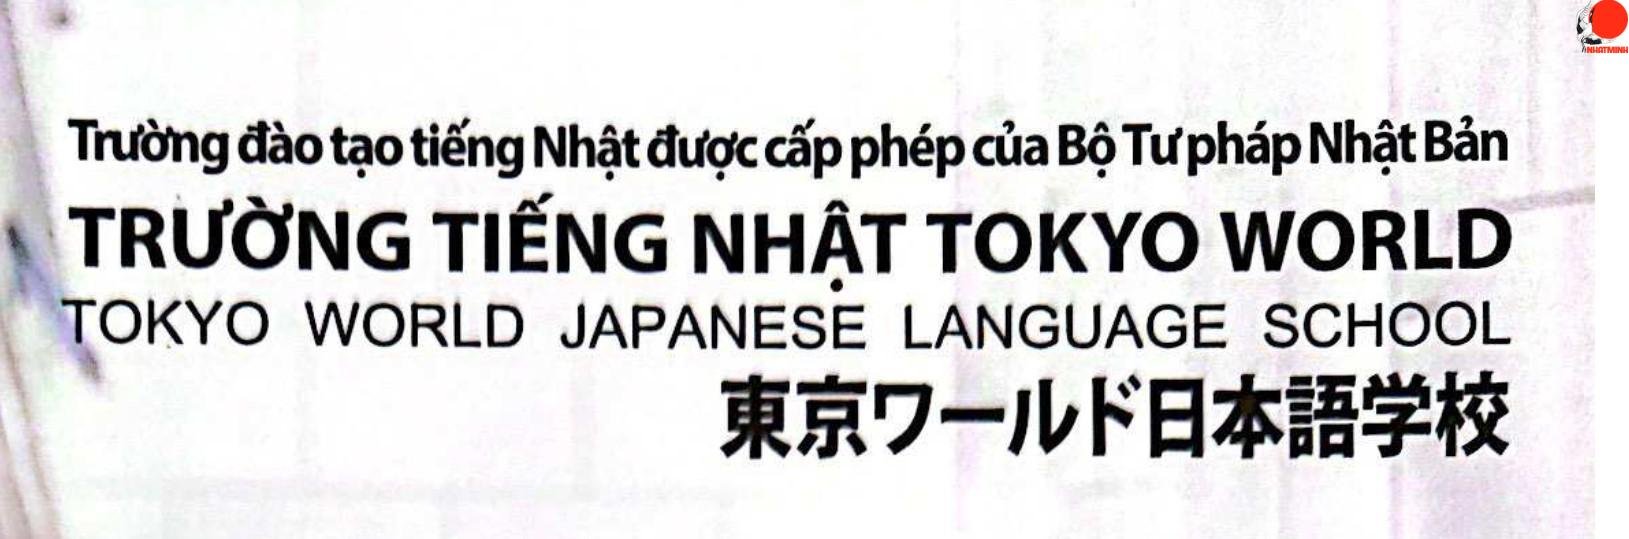 NHATMINH
Trường đào tạo tiếng Nhật được cấp phép của Bộ Tư pháp Nhật Bản
TRƯỜNG TIẾNG NHẬT TOKYO WORLD
TOKYO WORLD JAPANESE LANGUAGE SCHOOL
東京ワールド日本語学校